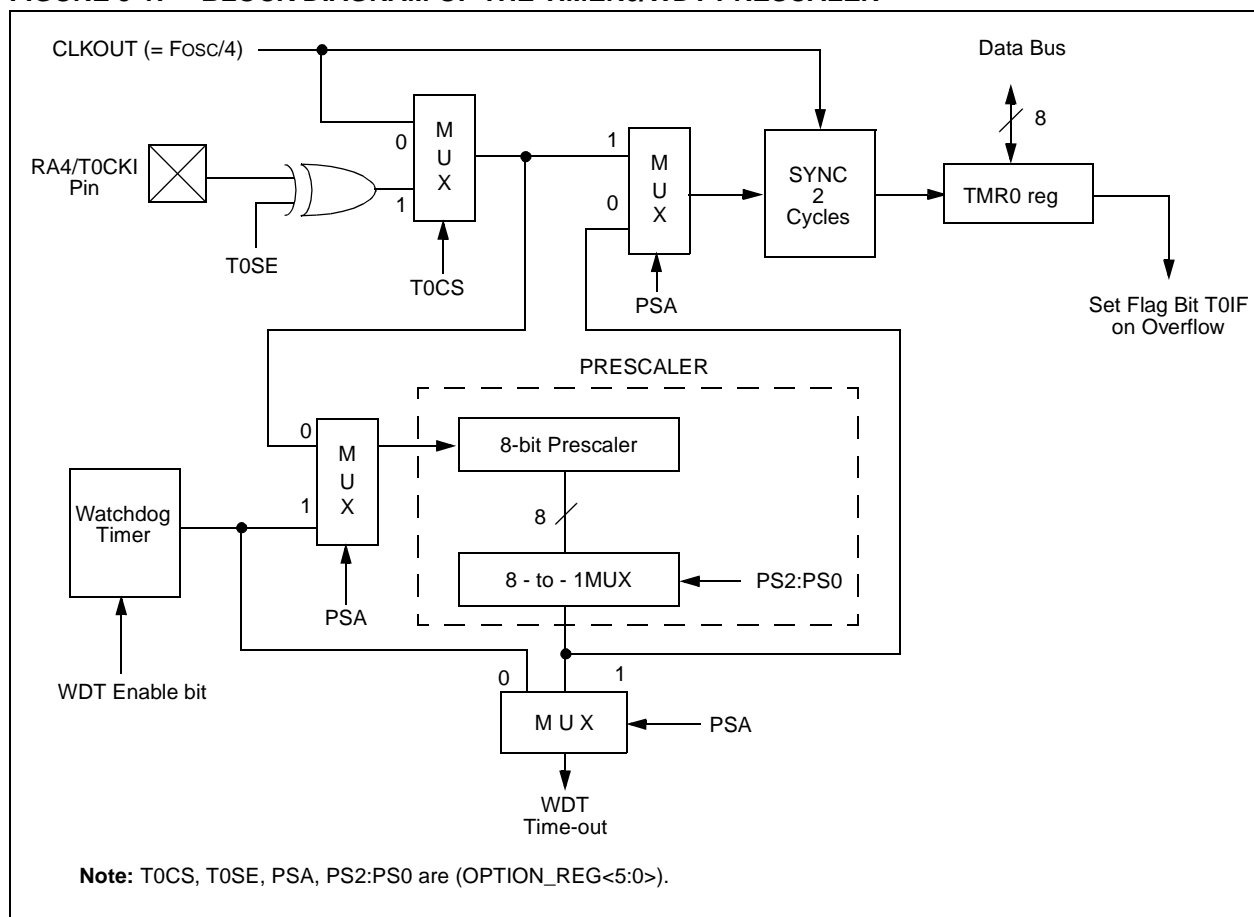 CLKOUT (= FOSC/4)
Data Bus
8
M
U
X
0
1
RA4/T0CKI
Pin
T0SE
T0CS
1
0
M
U
X
PSA
SYNC
2
Cycles
TMR0 reg
Set Flag Bit T0IF
on Overflow
PRESCALER
0
1
M
U
X
8-bit Prescaler
Watchdog
Timer
8
8 - to - 1MUX
PS2:PS0
PSA
WDT Enable bit
0
1
M U X
PSA
WDT
Time-out
Note: T0CS, T0SE, PSA, PS2:PS0 are (OPTION_REG<5:0>).